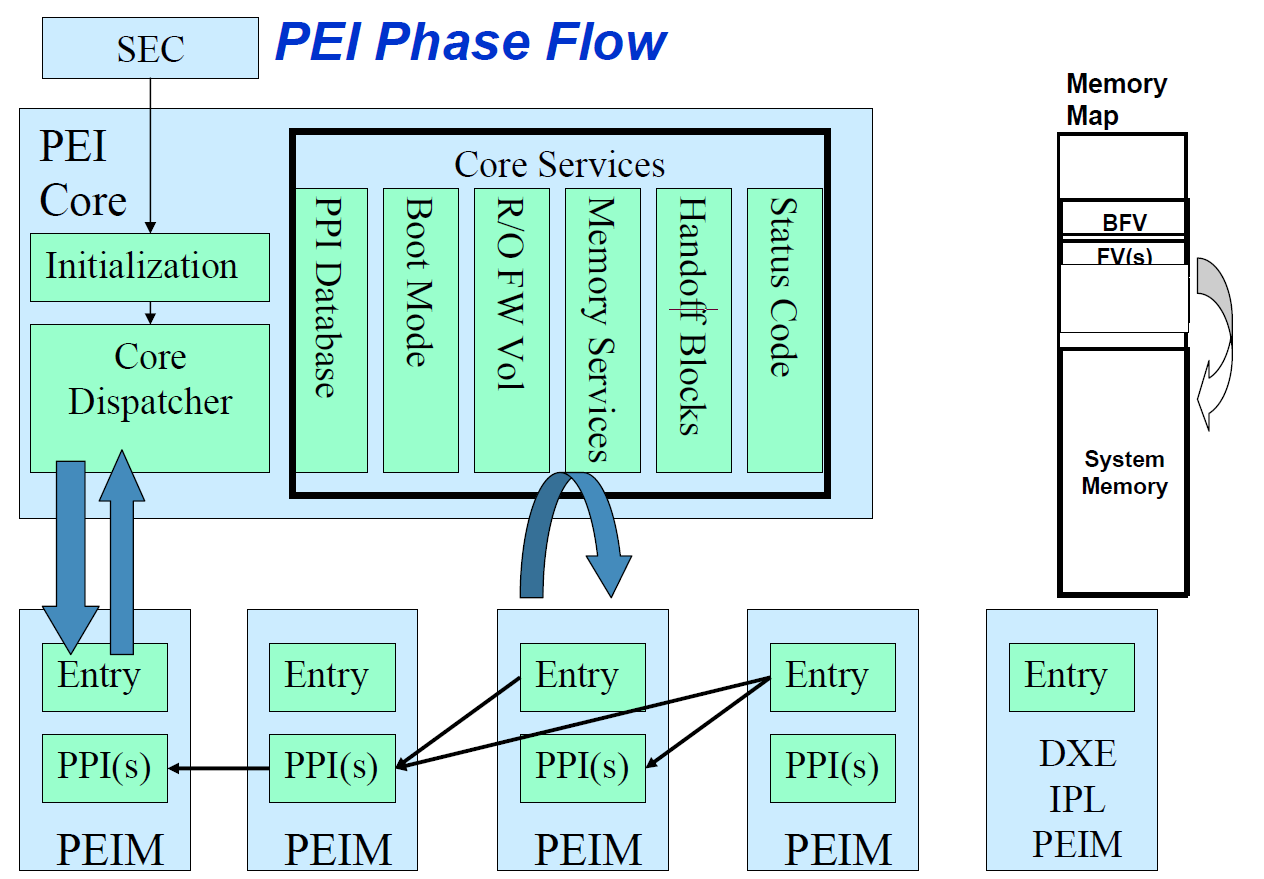 SEC
PEI Phase Flow
PEI
Core
Initialization
Core
Dispatcher
Core Services
PPI Database
Boot Mode
R/O FW Vol
Memory Services
Handoff Blocks
Status Code
Memory
Map
BFV
FV(s)
System
Memory
Entry
PPI(s)
PEIM
Entry
PPI(s)
PEIM
Entry
PPI(s)
PEIM
Entry
PPI(s)
PEIM
Entry
DXE
IPL
PEIM